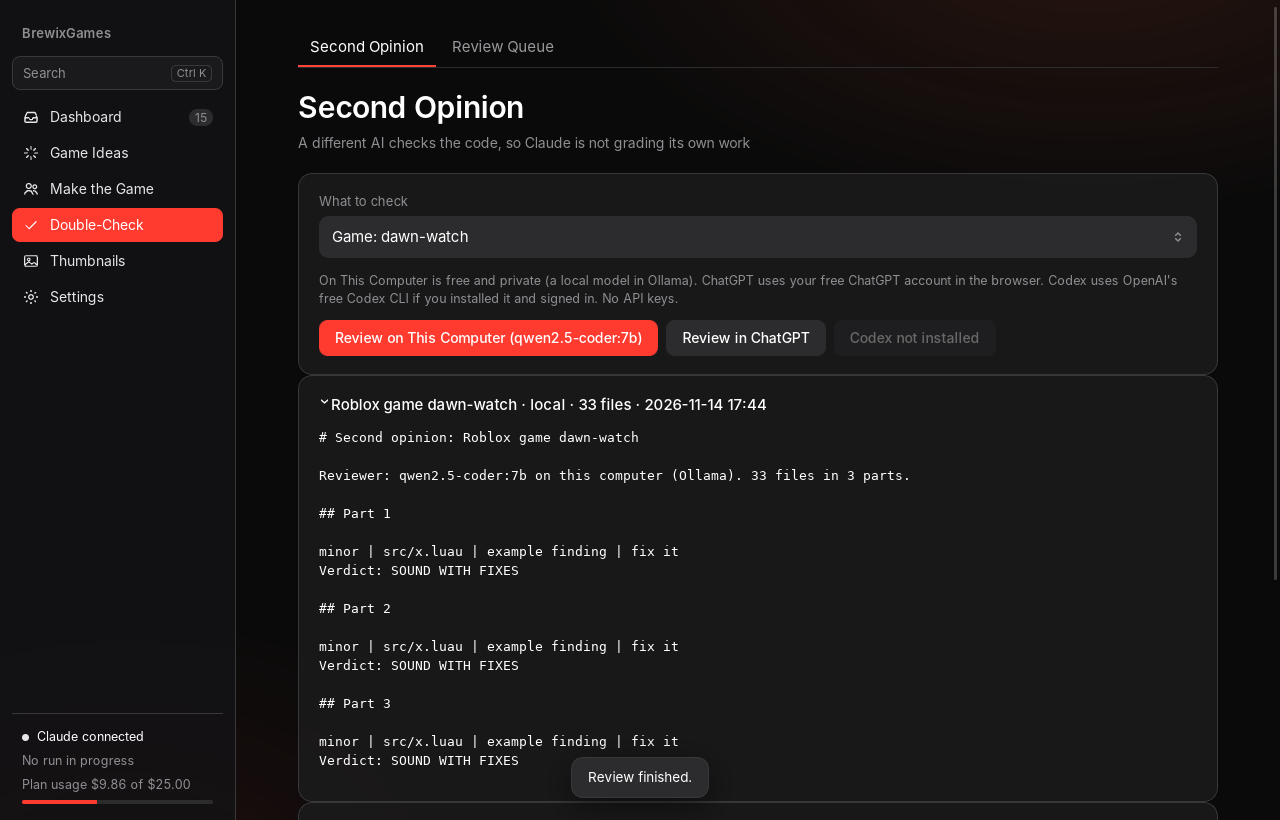 BrewixGames
Search
Ctrl K
Dashboard
15
Game Ideas
Make the Game
Double-Check
Thumbnails
Settings
Claude connected
No run in progress
Plan usage $9.86 of $25.00
Second Opinion
Review Queue
Second Opinion
A different AI checks the code, so Claude is not grading its own work
What to check
Game: dawn-watch
On This Computer is free and private (a local model in Ollama). ChatGPT uses your free ChatGPT account in the browser. Codex uses OpenAI's
free Codex CLI if you installed it and signed in. No API keys.
Review on This Computer (qwen2.5-coder:7b)
Review in ChatGPT
Codex not installed
Roblox game dawn-watch · local · 33 files · 2026-11-14 17:44
# Second opinion: Roblox game dawn-watch
Reviewer: qwen2.5-coder:7b on this computer (Ollama). 33 files in 3 parts.
## Part 1
minor | src/x.luau | example finding | fix it
Verdict: SOUND WITH FIXES
## Part 2
minor | src/x.luau | example finding | fix it
Verdict: SOUND WITH FIXES
## Part 3
minor | src/x.luau | example finding | fix it
Verdict: SOUND WITH FIXES
Review finished.